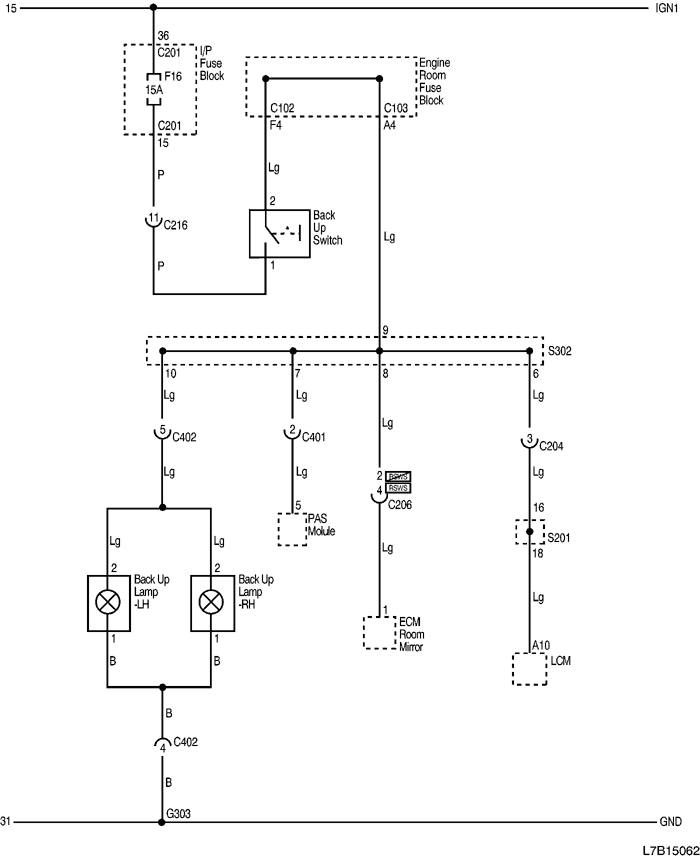 15
IGN1
36
C201
I/P
Fuse
Block
F16
15A
C201
15
Engine
Room
Fuse
Block
C102
C103
F4
A4
P
Lg
11
C216
2
Back
Up
Switch
Lg
P
1
9
S302
10
7
8
6
Lg
Lg
Lg
Lg
5
C402
2
C401
3
C204
Lg
Lg
2
BSWS
4
BSWS
C206
Lg
5
PAS
Molule
16
S201
18
Lg
Lg
Lg
Lg
2
Back Up
Lamp
-LH
2
Back Up
Lamp
-RH
1
1
1
ECM
Room
Mirror
A10
LCM
B
B
B
C402
4
B
G303
31
GND
L7B15062